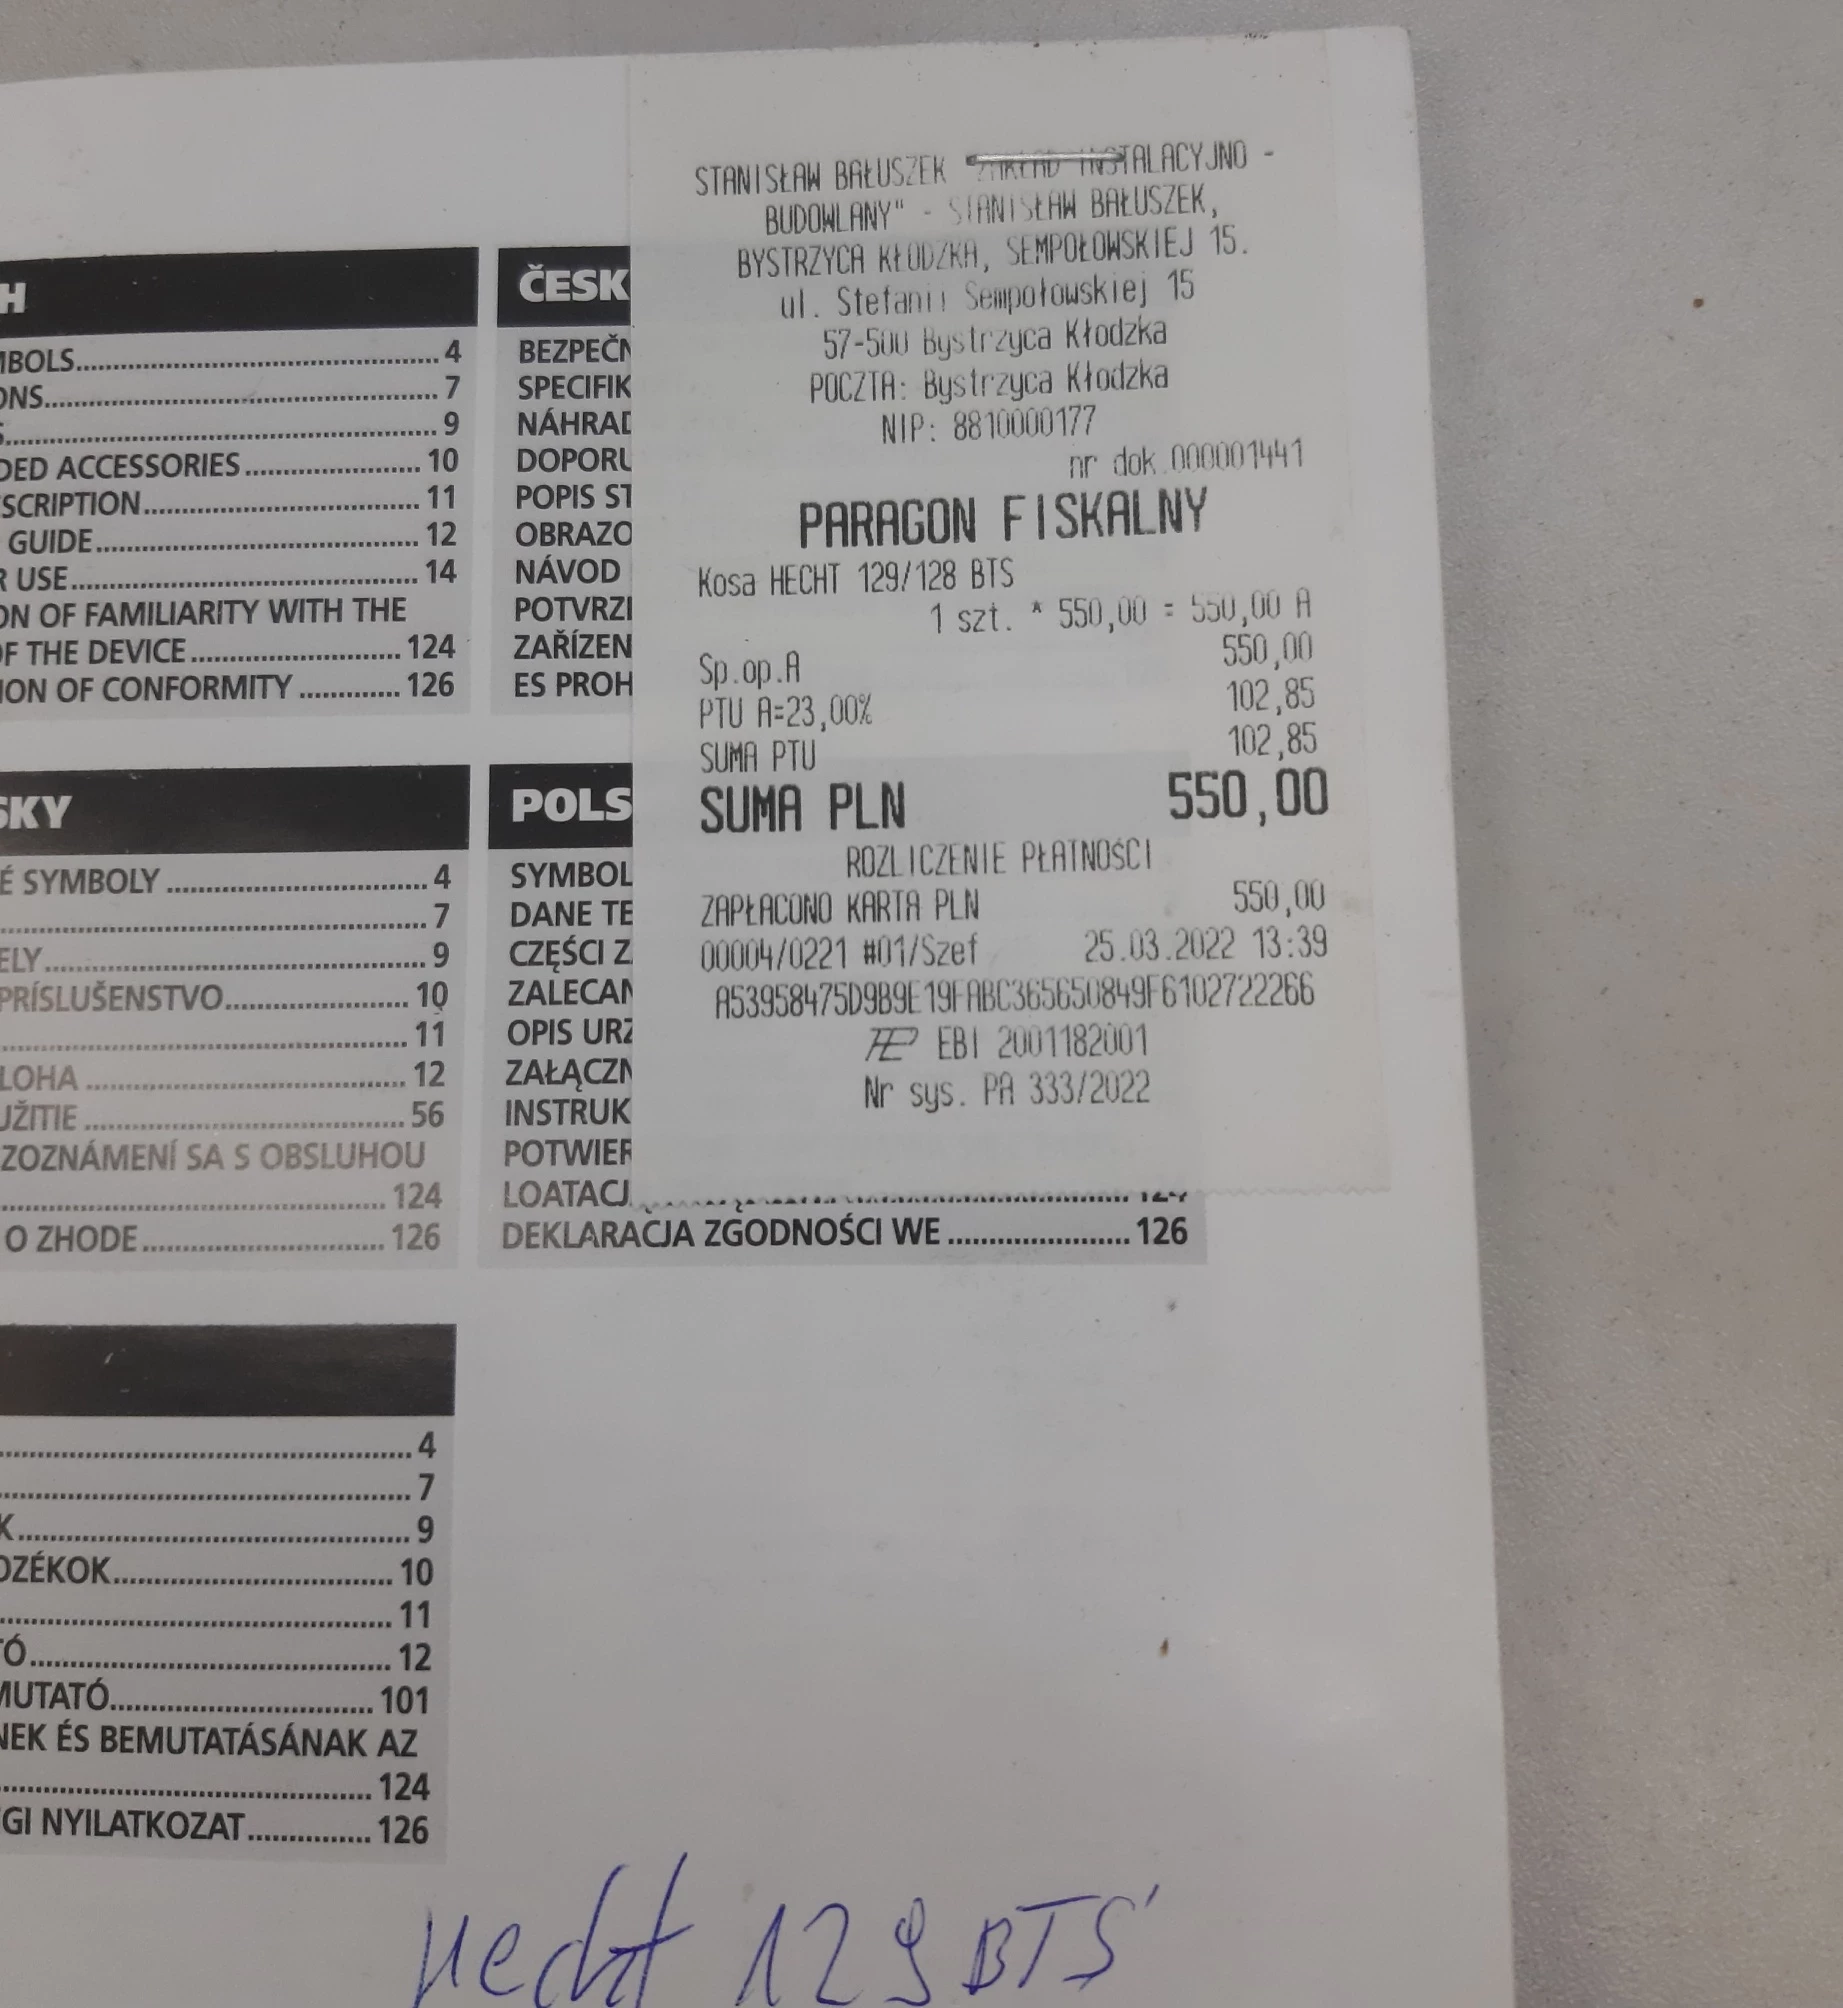 STANISŁAW BAŁUSZEK "ZAKŁAD INSTALACYJNO -
BUDOWLANY" - STANISŁAW BAŁUSZEK,
BYSTRZYCA KŁODZKA, SEMPOŁOWSKIEJ 15.
ul. Stefanii Sempołowskiej 15
57-500 Bystrzyca Kłodzka
POCZTA: Bystrzyca Kłodzka
NIP: 8810000177
nr dok.000001441
PARAGON FISKALNY
Kosa HECHT 129/128 BTS
1 szt. * 550,00 = 550,00 A
Sp.op.A 550,00
PTU A=23,00% 102,85
SUMA PTU 102,85
SUMA PLN 550,00
ROZLICZENIE PŁATNOŚCI
ZAPŁACONO KARTA PLN 550,00
00004/0221 #01/Szef 25.03.2022 13:39
A53958475D9B9E19FABC365650849F6102722266
EBI 2001182001
Nr sys. PA 333/2022
H
MBOLS 4
ONS 7
S 9
DED ACCESSORIES 10
SCRIPTION 11
GUIDE 12
R USE 14
ON OF FAMILIARITY WITH THE
OF THE DEVICE 124
ION OF CONFORMITY 126
ČESK
BEZPEČN
SPECIFIK
NÁHRAD
DOPORU
POPIS ST
OBRAZO
NÁVOD
POTVRZI
ZAŘÍZEN
ES PROH
SKY
É SYMBOLY 4
7
ELY 9
PRÍSLUŠENSTVO 10
11
LOHA 12
UŽITIE 56
ZOZNÁMENÍ SA S OBSLUHOU
124
O ZHODE 126
POLS
SYMBOL
DANE TE
CZĘŚCI Z
ZALECAN
OPIS URZ
ZAŁĄCZN
INSTRUK
POTWIER
LOATACJ 124
DEKLARACJA ZGODNOŚCI WE 126
4
7
K 9
OZÉKOK 10
11
TÓ 12
MUTATÓ 101
NEK ÉS BEMUTATÁSÁNAK AZ
124
GI NYILATKOZAT 126
Hecht 129 BTS